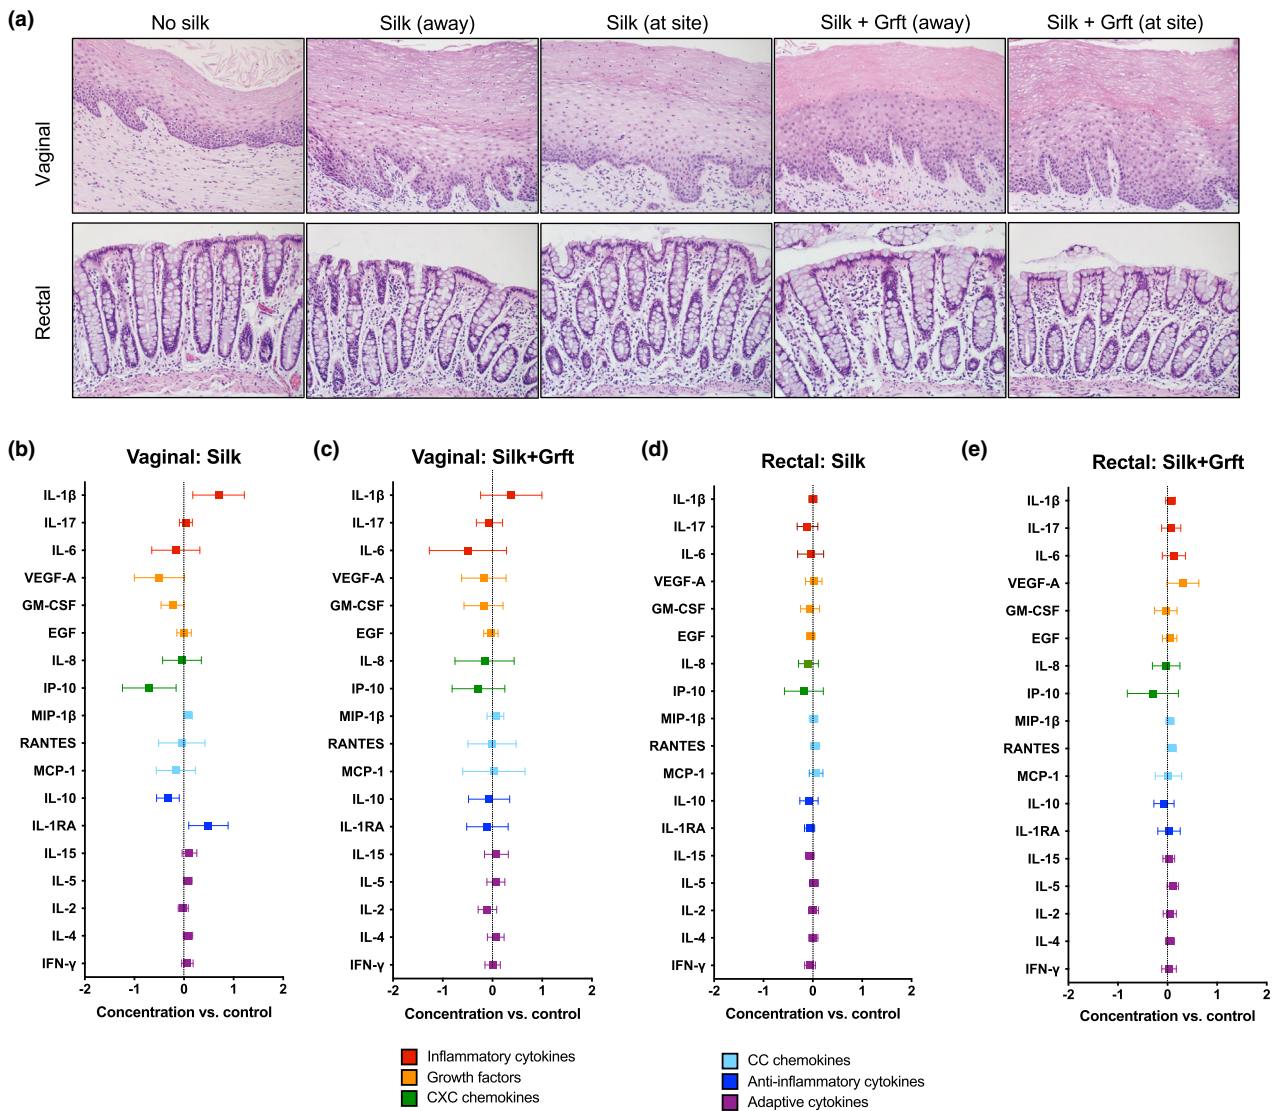 (a)
No silk
Silk (away)
Silk (at site)
Silk + Grft (away)
Silk + Grft (at site)
Vaginal
Rectal
(b)
Vaginal: Silk
IL-1β
IL-17
IL-6
VEGF-A
GM-CSF
EGF
IL-8
IP-10
MIP-1β
RANTES
MCP-1
IL-10
IL-1RA
IL-15
IL-5
IL-2
IL-4
IFN-γ
-2 -1 0 1 2
Concentration vs. control
(c)
Vaginal: Silk+Grft
IL-1β
IL-17
IL-6
VEGF-A
GM-CSF
EGF
IL-8
IP-10
MIP-1β
RANTES
MCP-1
IL-10
IL-1RA
IL-15
IL-5
IL-2
IL-4
IFN-γ
-2 -1 0 1 2
Concentration vs. control
(d)
Rectal: Silk
IL-1β
IL-17
IL-6
VEGF-A
GM-CSF
EGF
IL-8
IP-10
MIP-1β
RANTES
MCP-1
IL-10
IL-1RA
IL-15
IL-5
IL-2
IL-4
IFN-γ
-2 -1 0 1 2
Concentration vs. control
(e)
Rectal: Silk+Grft
IL-1β
IL-17
IL-6
VEGF-A
GM-CSF
EGF
IL-8
IP-10
MIP-1β
RANTES
MCP-1
IL-10
IL-1RA
IL-15
IL-5
IL-2
IL-4
IFN-γ
-2 -1 0 1 2
Concentration vs. control
Inflammatory cytokines
Growth factors
CXC chemokines
CC chemokines
Anti-inflammatory cytokines
Adaptive cytokines